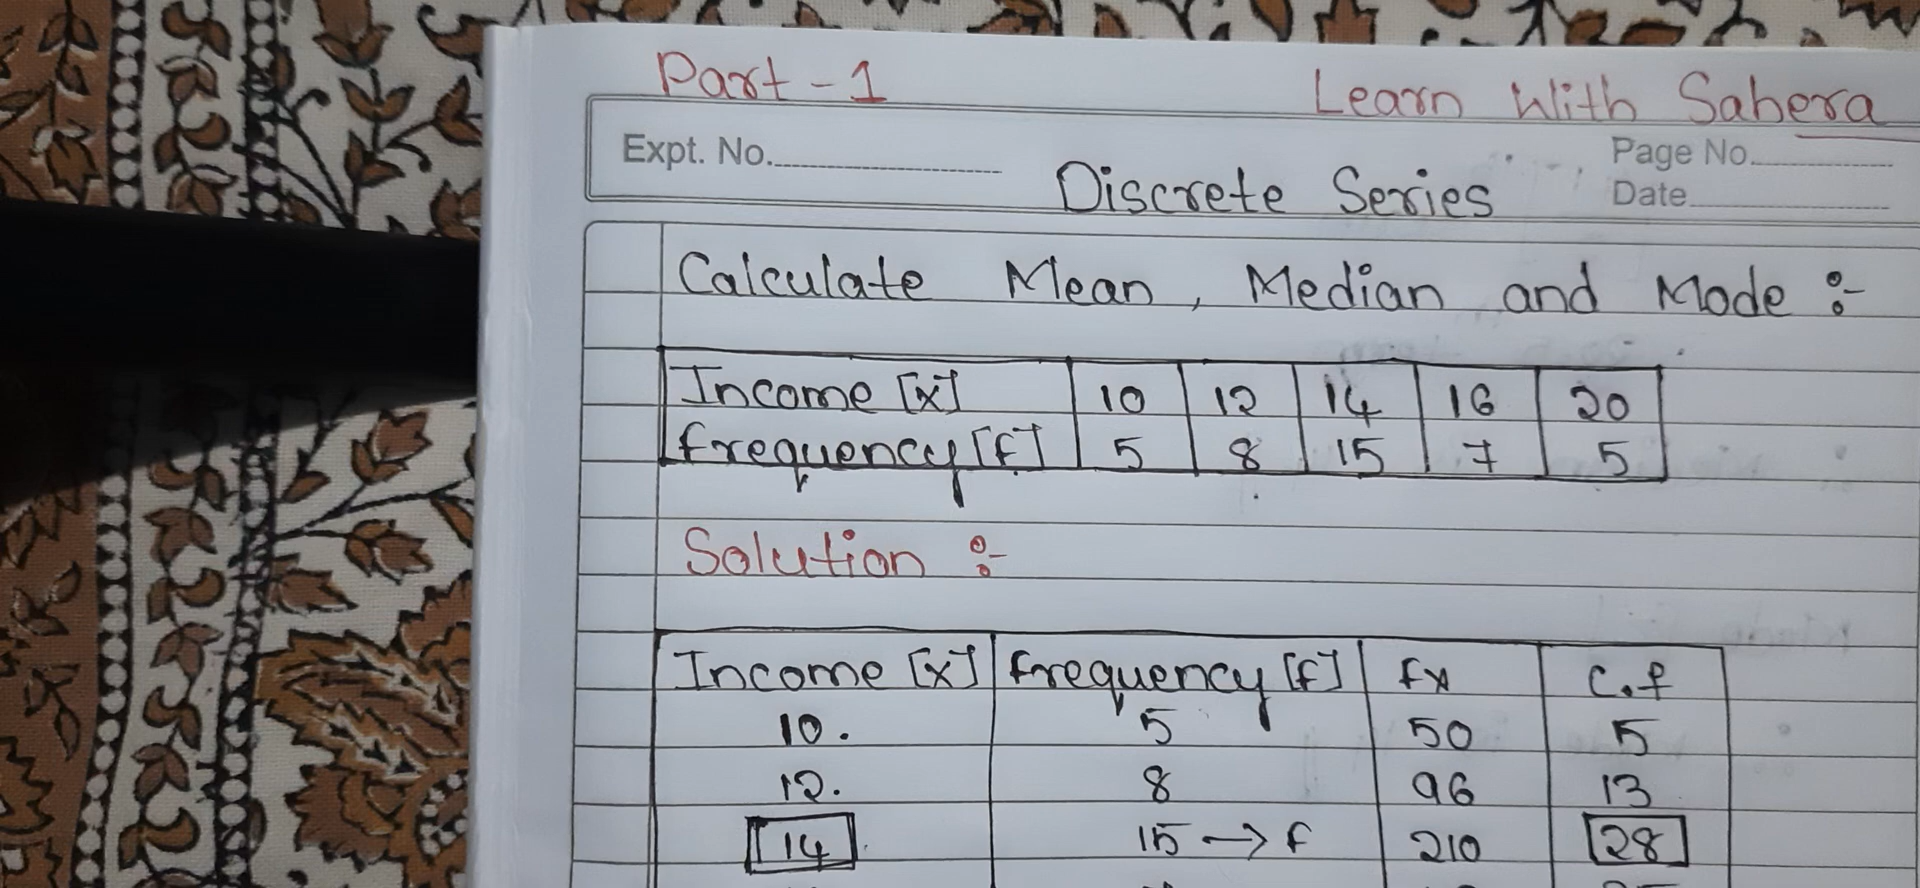 Part - 1
Learn With Sahera
Expt. No.
Page No.
Date
Discrete Series
Calculate Mean, Median and Mode :-
Income [x] 10 12 14 16 20
frequency [f] 5 8 15 7 5
Solution :-
Income [x] frequency [f] fx c.f
10. 5 50 5
12. 8 96 13
14 15 → f 210 28